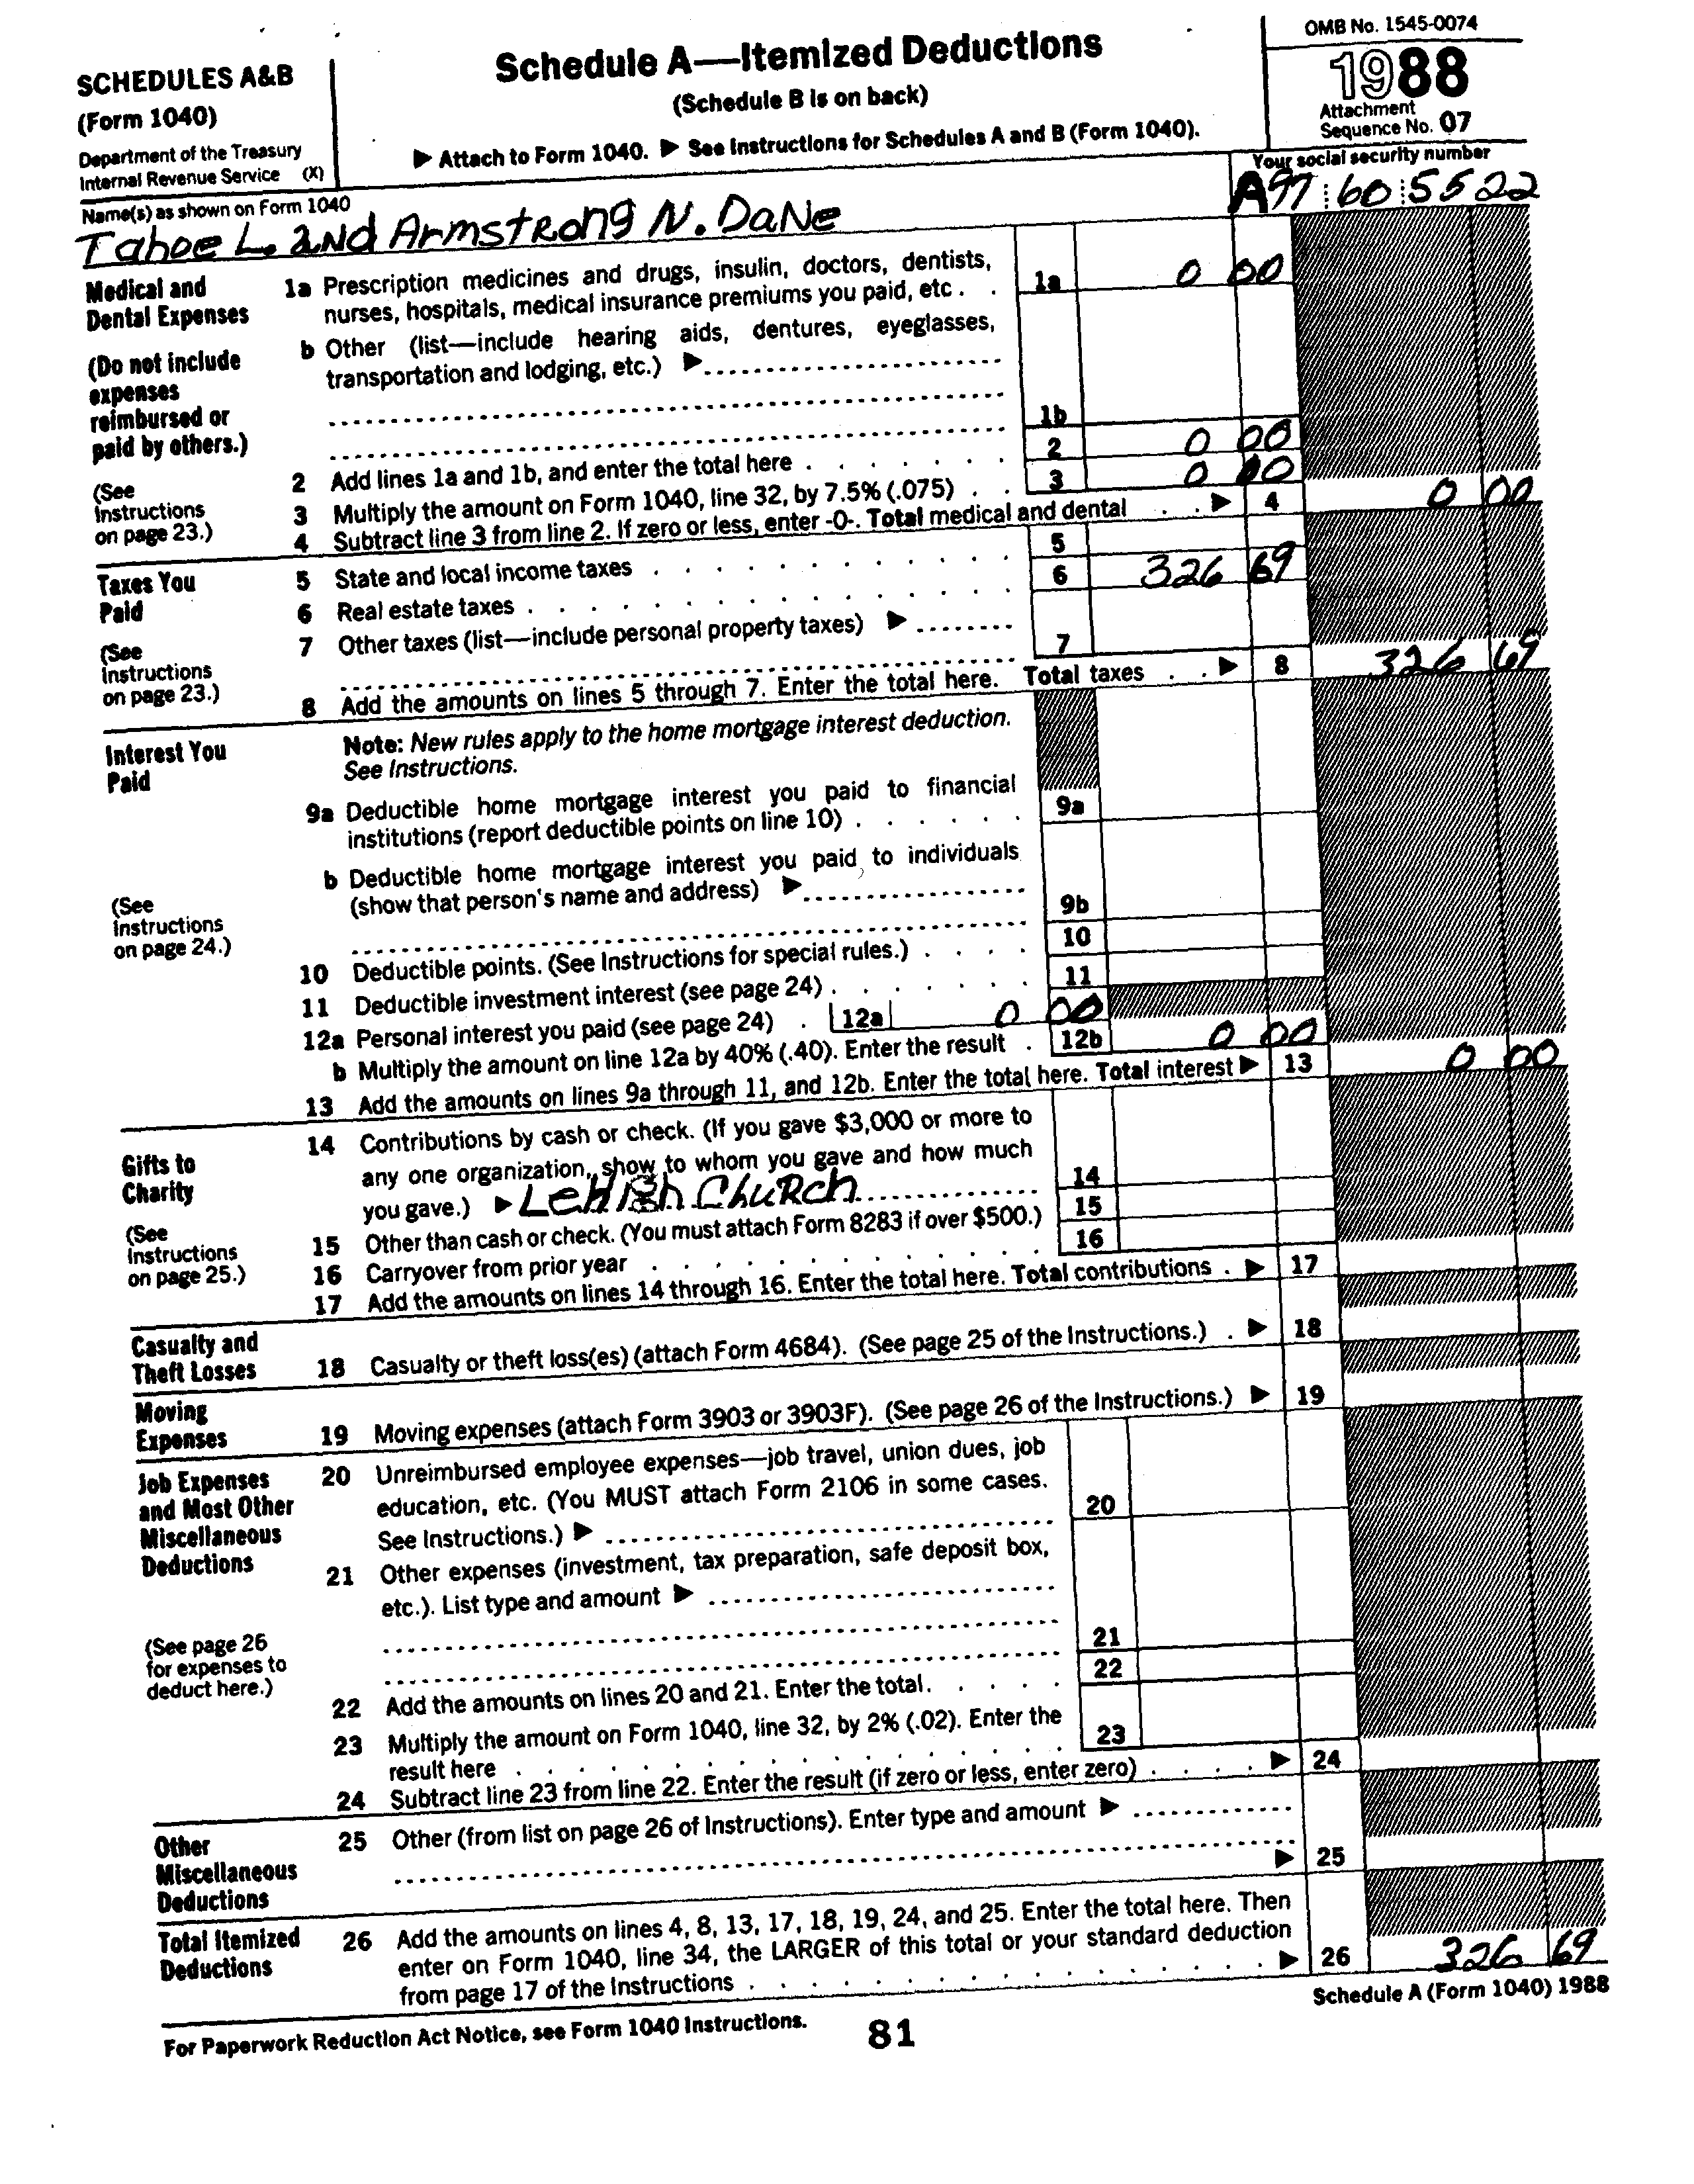 SCHEDULES A&B
(Form 1040)
Department of the Treasury
Internal Revenue Service (X)
Schedule A—Itemized Deductions
(Schedule B is on back)
▶ Attach to Form 1040. ▶ See Instructions for Schedules A and B (Form 1040).
OMB No. 1545-0074
1988
Attachment
Sequence No. 07
Name(s) as shown on Form 1040
Your social security number
Tahoe L. and Armstrong N. Dane
A97 60 5522
Medical and
Dental Expenses
(Do not include
expenses
reimbursed or
paid by others.)
(See
Instructions
on page 23.)
1a Prescription medicines and drugs, insulin, doctors, dentists,
nurses, hospitals, medical insurance premiums you paid, etc . . 1a 0 00
b Other (list—include hearing aids, dentures, eyeglasses,
transportation and lodging, etc.) ▶
1b
2 Add lines 1a and 1b, and enter the total here 2 0 00
3 Multiply the amount on Form 1040, line 32, by 7.5% (.075) 3 0 00
4 Subtract line 3 from line 2. If zero or less, enter -0-. Total medical and dental ▶ 4 0 00
Taxes You
Paid
(See
Instructions
on page 23.)
5 State and local income taxes 5
6 Real estate taxes 6 326 69
7 Other taxes (list—include personal property taxes) ▶
7
8 Add the amounts on lines 5 through 7. Enter the total here. Total taxes ▶ 8 326 69
Interest You
Paid
(See
Instructions
on page 24.)
Note: New rules apply to the home mortgage interest deduction.
See Instructions.
9a Deductible home mortgage interest you paid to financial
institutions (report deductible points on line 10) 9a
b Deductible home mortgage interest you paid to individuals
(show that person's name and address) ▶
9b
10 Deductible points. (See Instructions for special rules.) 10
11 Deductible investment interest (see page 24) 11
12a Personal interest you paid (see page 24) 12a 0 00
b Multiply the amount on line 12a by 40% (.40). Enter the result 12b 0 00
13 Add the amounts on lines 9a through 11, and 12b. Enter the total here. Total interest ▶ 13 0 00
Gifts to
Charity
(See
Instructions
on page 25.)
14 Contributions by cash or check. (If you gave $3,000 or more to
any one organization, show to whom you gave and how much
you gave.) ▶ Lehigh Church 14
15 Other than cash or check. (You must attach Form 8283 if over $500.) 15
16 Carryover from prior year 16
17 Add the amounts on lines 14 through 16. Enter the total here. Total contributions ▶ 17
Casualty and
Theft Losses
18 Casualty or theft loss(es) (attach Form 4684). (See page 25 of the Instructions.) ▶ 18
Moving
Expenses
19 Moving expenses (attach Form 3903 or 3903F). (See page 26 of the Instructions.) ▶ 19
Job Expenses
and Most Other
Miscellaneous
Deductions
(See page 26
for expenses to
deduct here.)
20 Unreimbursed employee expenses—job travel, union dues, job
education, etc. (You MUST attach Form 2106 in some cases.
See Instructions.) ▶ 20
21 Other expenses (investment, tax preparation, safe deposit box,
etc.). List type and amount ▶
21
22 Add the amounts on lines 20 and 21. Enter the total. 22
23 Multiply the amount on Form 1040, line 32, by 2% (.02). Enter the
result here 23
24 Subtract line 23 from line 22. Enter the result (if zero or less, enter zero) ▶ 24
Other
Miscellaneous
Deductions
25 Other (from list on page 26 of Instructions). Enter type and amount ▶
▶ 25
Total Itemized
Deductions
26 Add the amounts on lines 4, 8, 13, 17, 18, 19, 24, and 25. Enter the total here. Then
enter on Form 1040, line 34, the LARGER of this total or your standard deduction
from page 17 of the Instructions ▶ 26 326 69
For Paperwork Reduction Act Notice, see Form 1040 Instructions.
81
Schedule A (Form 1040) 1988